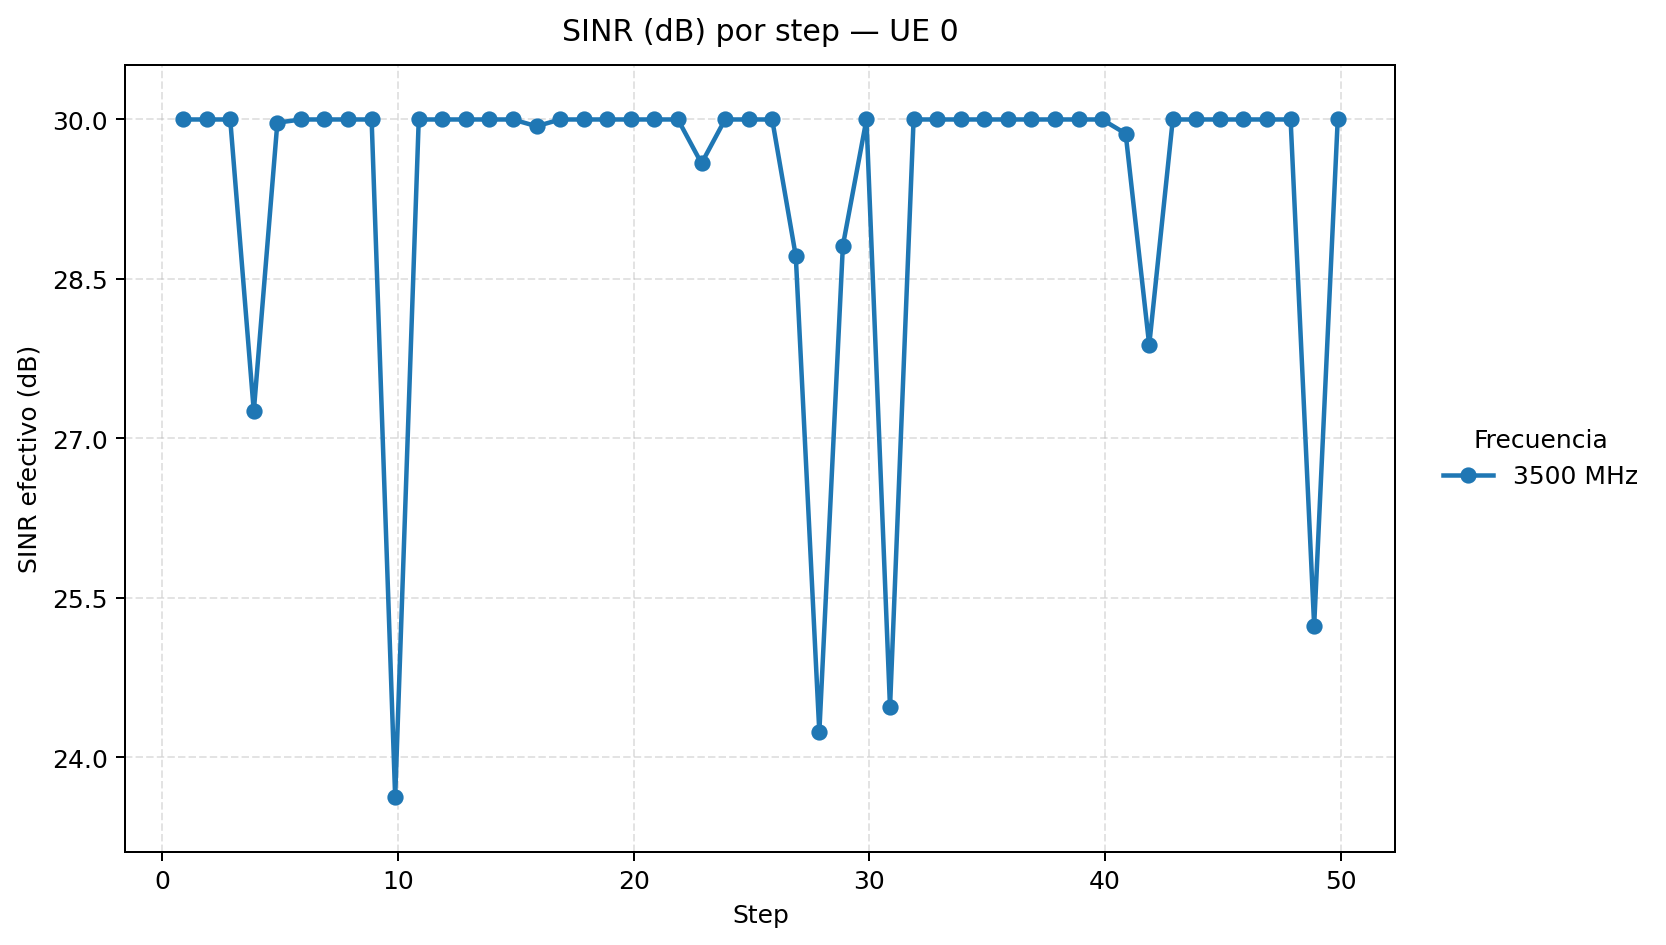 SINR (dB) por step — UE 0
30.0
28.5
27.0
25.5
24.0
SINR efectivo (dB)
0 10 20 30 40 50
Step
Frecuencia
3500 MHz